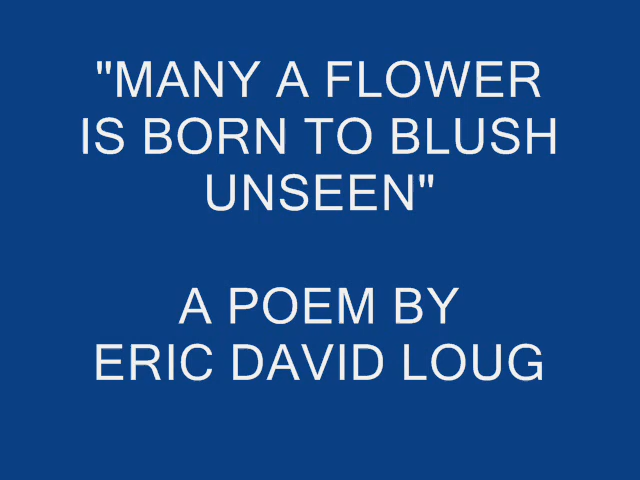 "MANY A FLOWER
IS BORN TO BLUSH
UNSEEN"
A POEM BY
ERIC DAVID LOUG